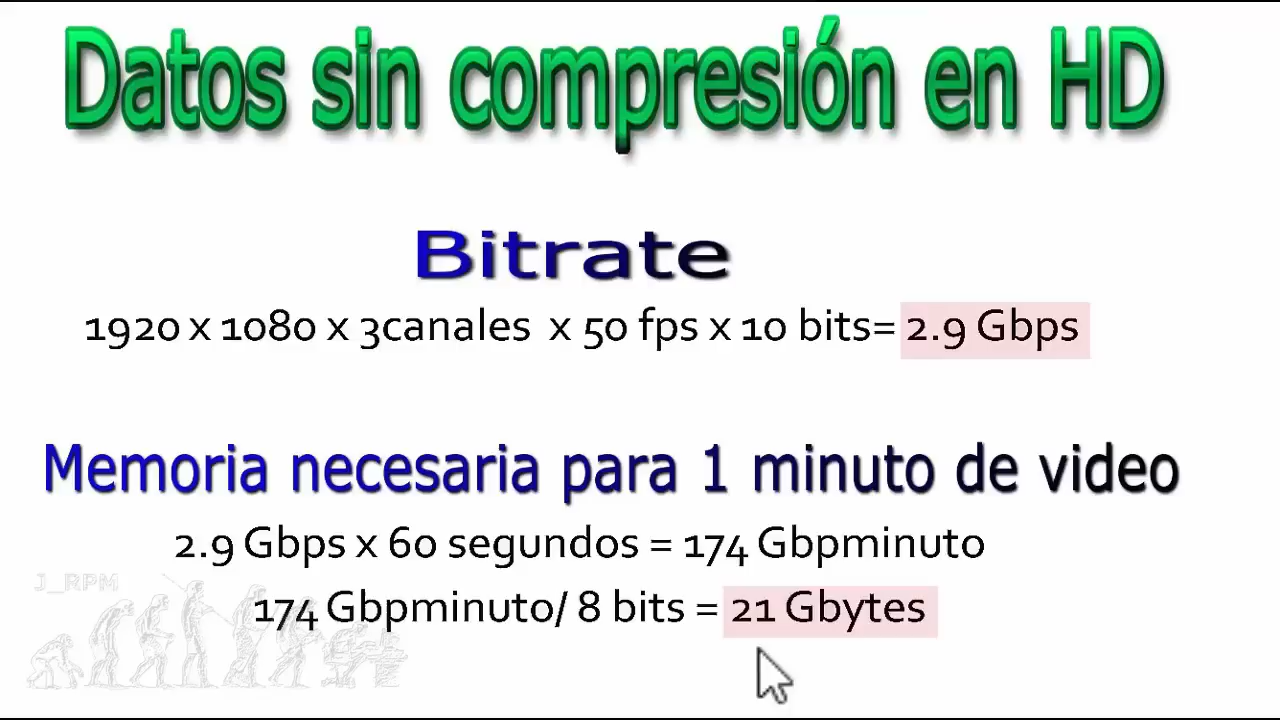 Datos sin compresión en HD
Bitrate
1920 x 1080 x 3canales x 50 fps x 10 bits= 2.9 Gbps
Memoria necesaria para 1 minuto de video
2.9 Gbps x 60 segundos = 174 Gbpminuto
J_RPM
174 Gbpminuto/ 8 bits = 21 Gbytes